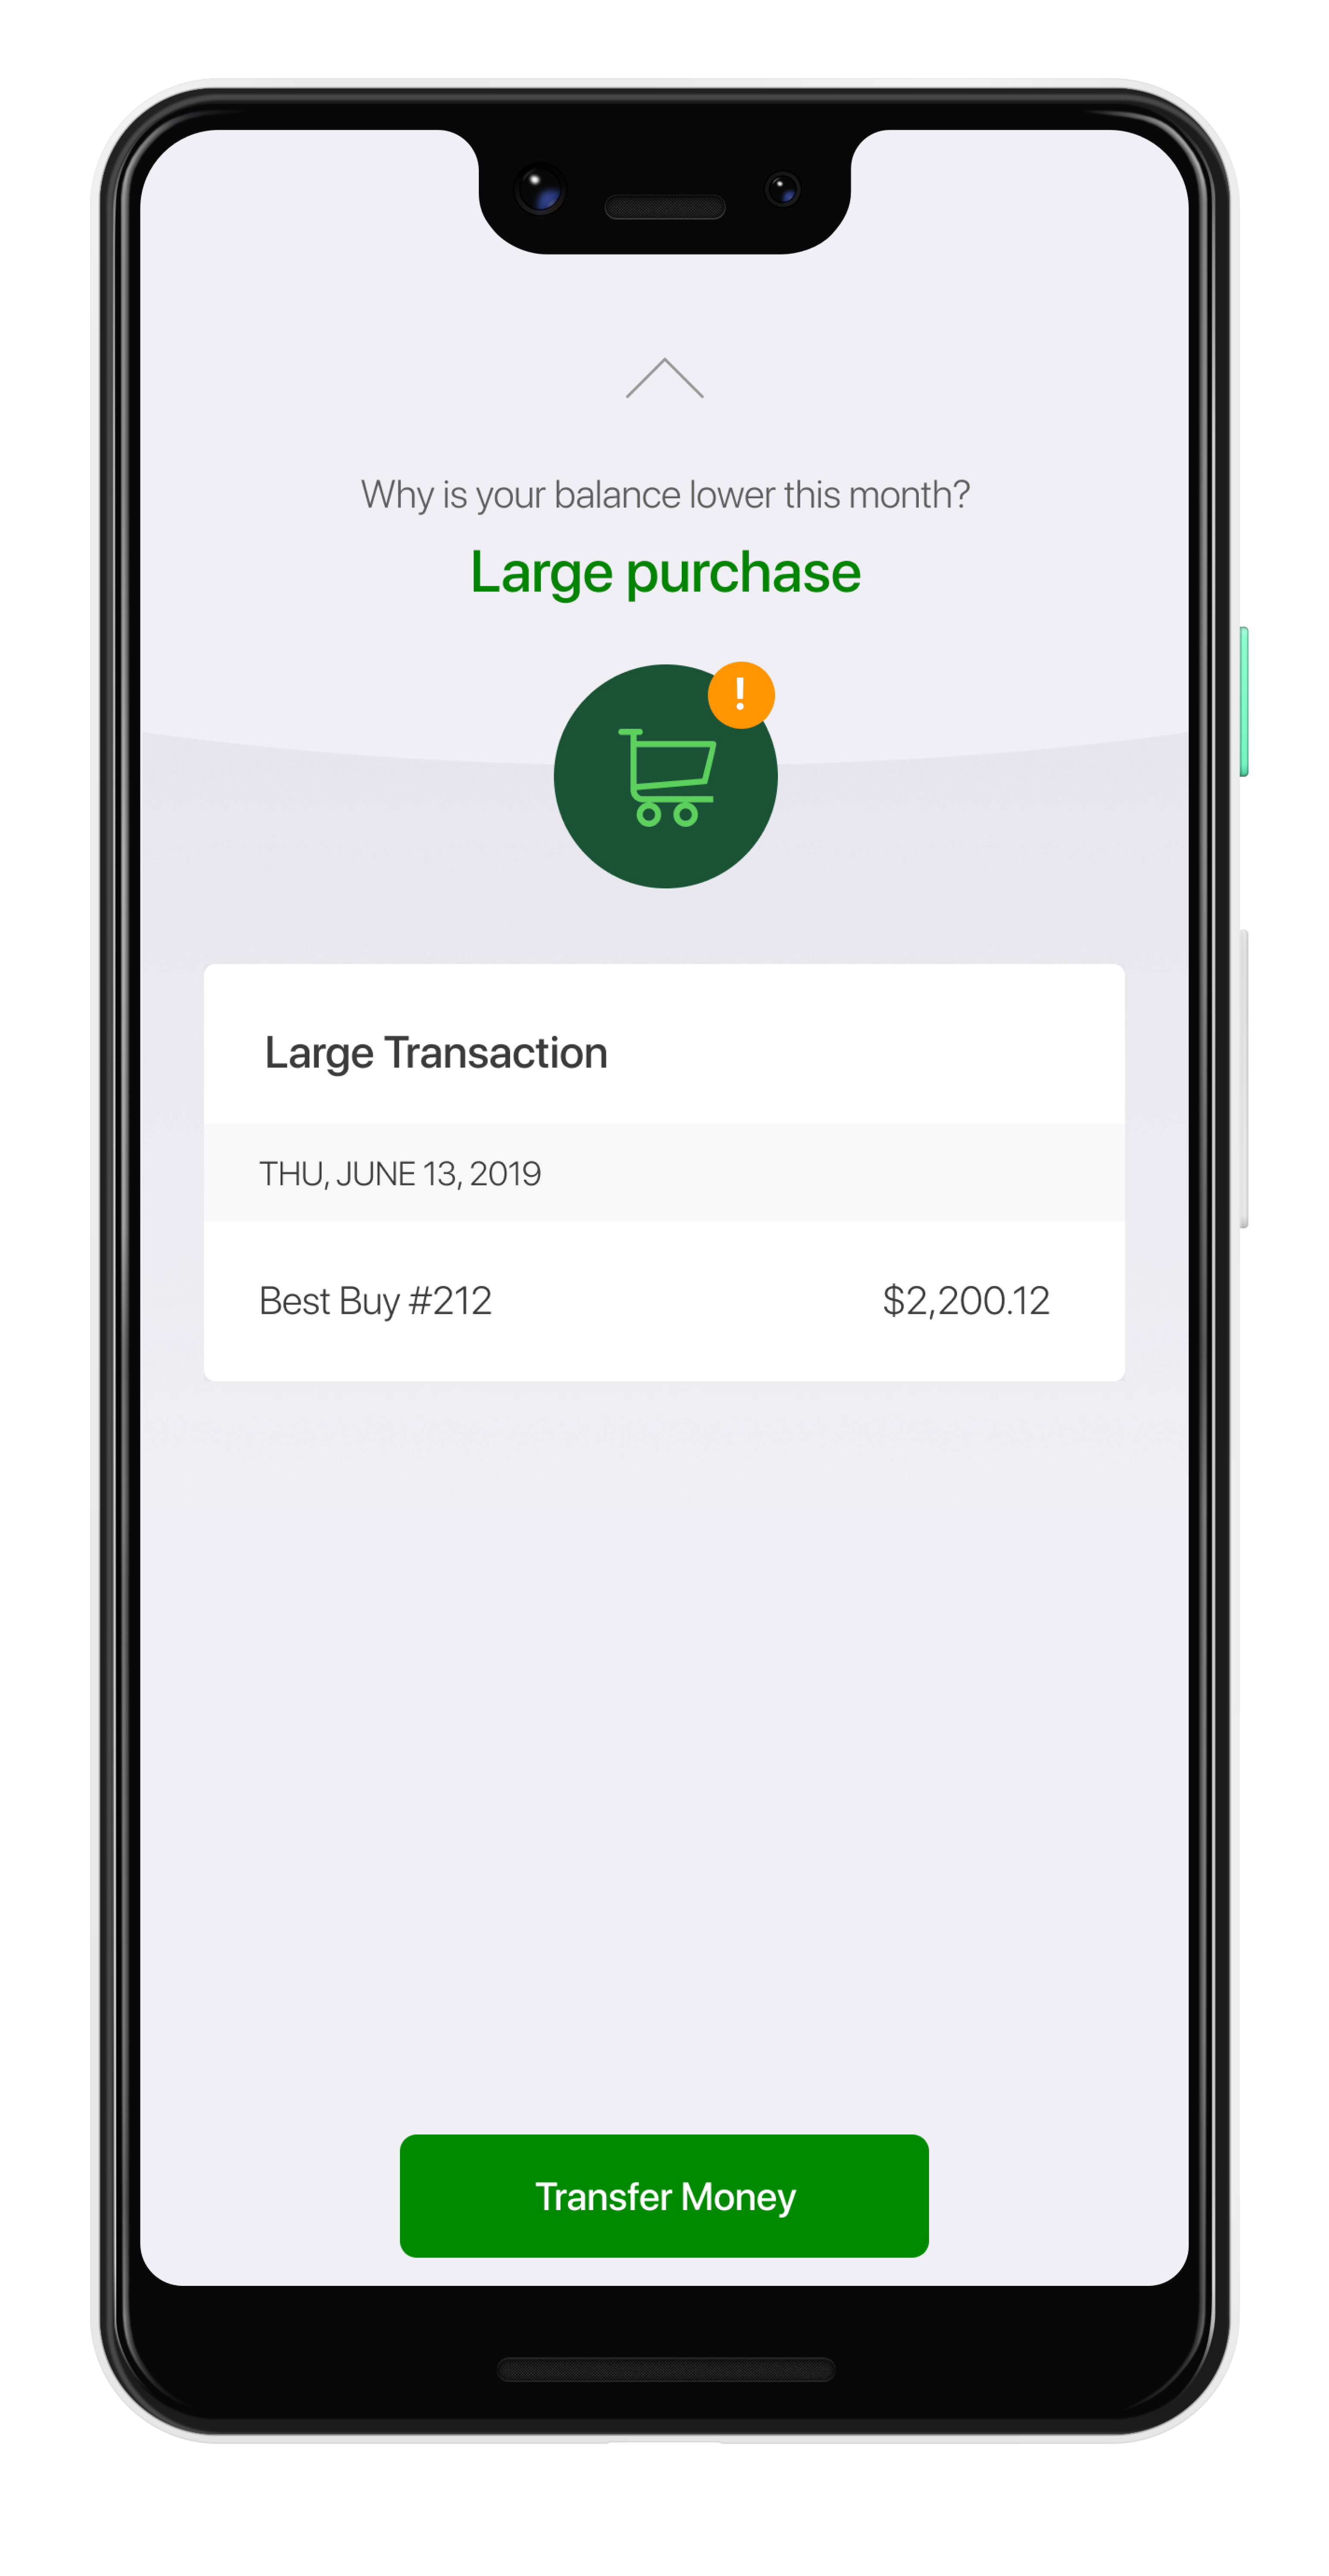 Why is your balance lower this month?
Large purchase
!
Large Transaction
THU, JUNE 13, 2019
Best Buy #212 $2,200.12
Transfer Money